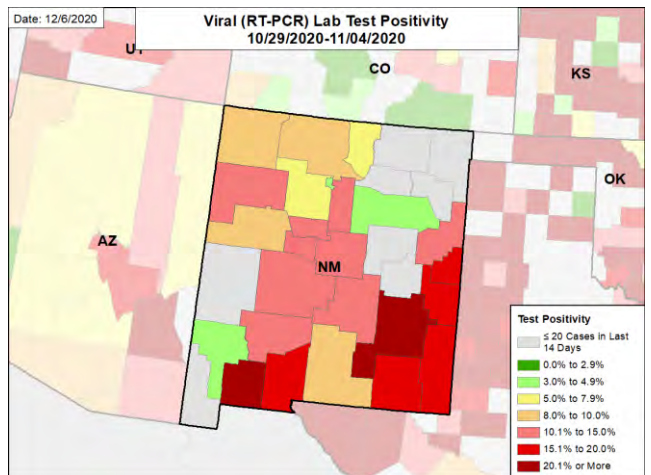 Date: 12/6/2020
Viral (RT-PCR) Lab Test Positivity
10/29/2020-11/04/2020
UT
CO
KS
OK
AZ
NM
Test Positivity
≤ 20 Cases in Last
14 Days
0.0% to 2.9%
3.0% to 4.9%
5.0% to 7.9%
8.0% to 10.0%
10.1% to 15.0%
15.1% to 20.0%
20.1% or More